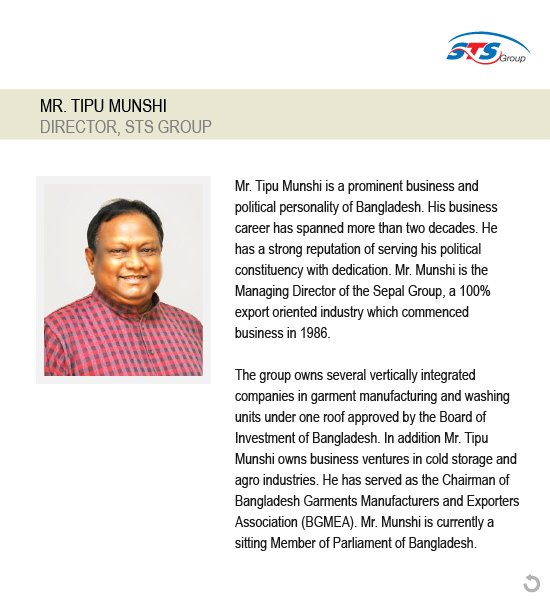 STS Group
MR. TIPU MUNSHI
DIRECTOR, STS GROUP
Mr. Tipu Munshi is a prominent business and
political personality of Bangladesh. His business
career has spanned more than two decades. He
has a strong reputation of serving his political
constituency with dedication. Mr. Munshi is the
Managing Director of the Sepal Group, a 100%
export oriented industry which commenced
business in 1986.
The group owns several vertically integrated
companies in garment manufacturing and washing
units under one roof approved by the Board of
Investment of Bangladesh. In addition Mr. Tipu
Munshi owns business ventures in cold storage and
agro industries. He has served as the Chairman of
Bangladesh Garments Manufacturers and Exporters
Association (BGMEA). Mr. Munshi is currently a
sitting Member of Parliament of Bangladesh.